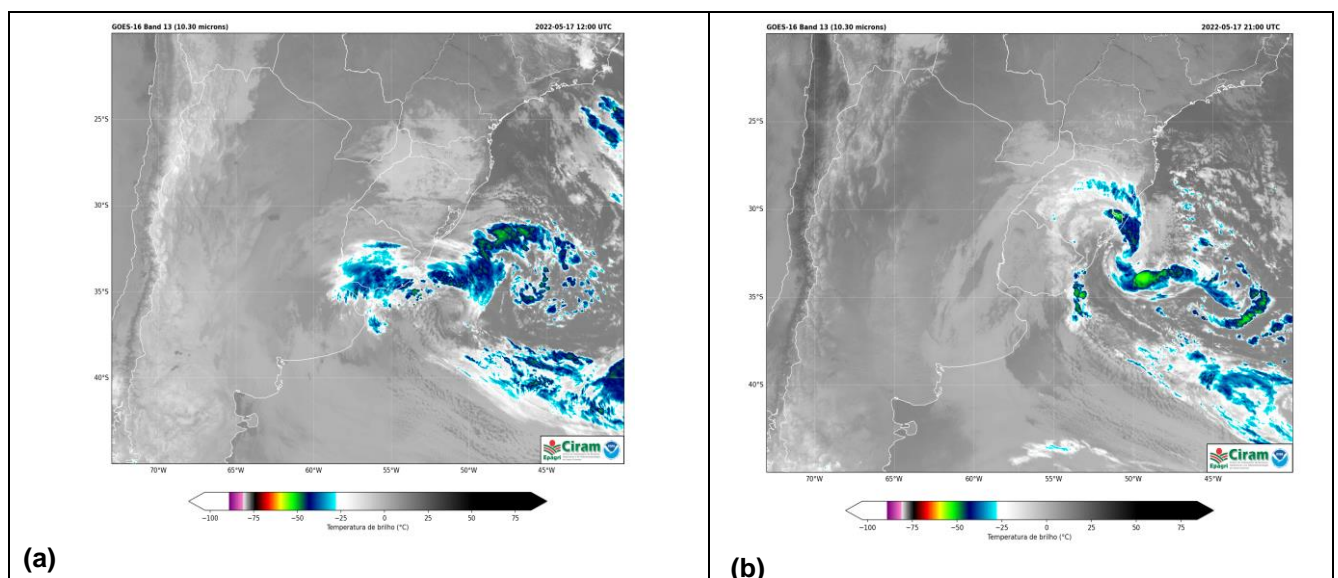 GOES-16 Band 13 (10.30 microns)
2022-05-17 12:00 UTC
25°S
30°S
35°S
40°S
70°W
65°W
60°W
55°W
50°W
45°W
Epagri
Ciram
−100
−75
−50
−25
0
25
50
75
Temperatura de brilho (°C)
(a)
GOES-16 Band 13 (10.30 microns)
2022-05-17 21:00 UTC
25°S
30°S
35°S
40°S
70°W
65°W
60°W
55°W
50°W
45°W
Epagri
Ciram
−100
−75
−50
−25
0
25
50
75
Temperatura de brilho (°C)
(b)